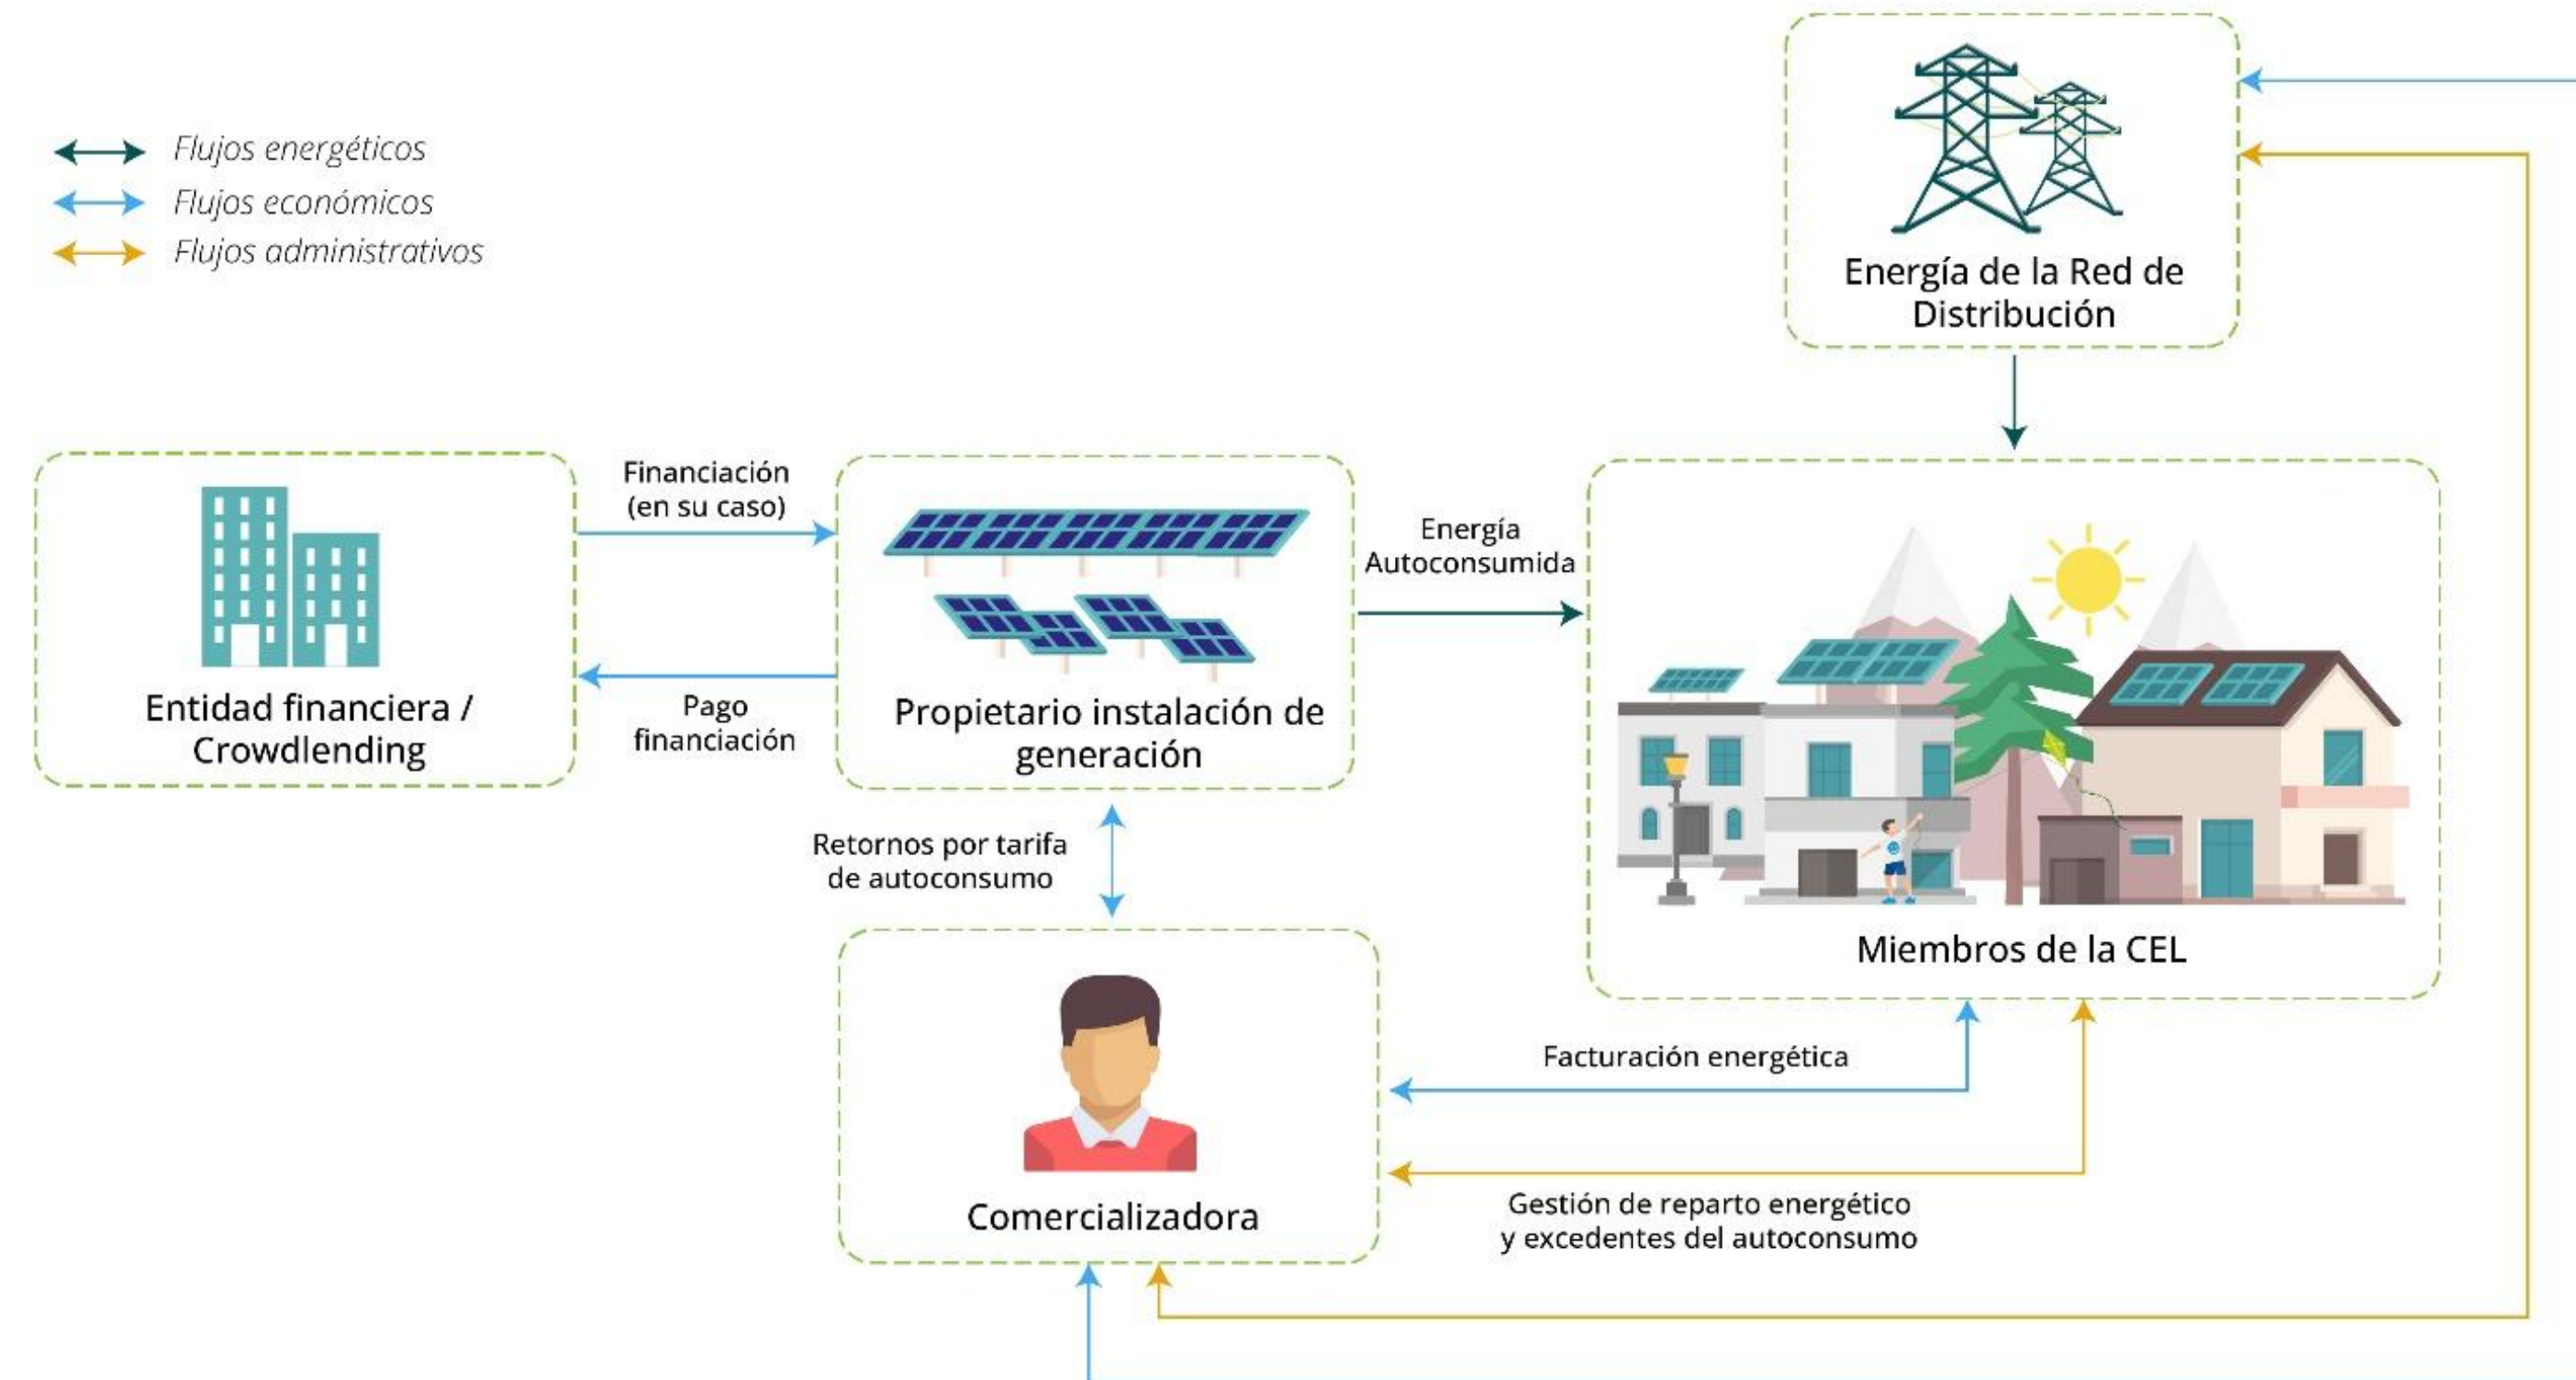 Flujos energéticos
Flujos económicos
Flujos administrativos
Energía de la Red de
Distribución
Financiación
(en su caso)
Energía
Autoconsumida
Entidad financiera /
Crowdlending
Pago
financiación
Propietario instalación de
generación
Retornos por tarifa
de autoconsumo
Miembros de la CEL
Facturación energética
Comercializadora
Gestión de reparto energético
y excedentes del autoconsumo